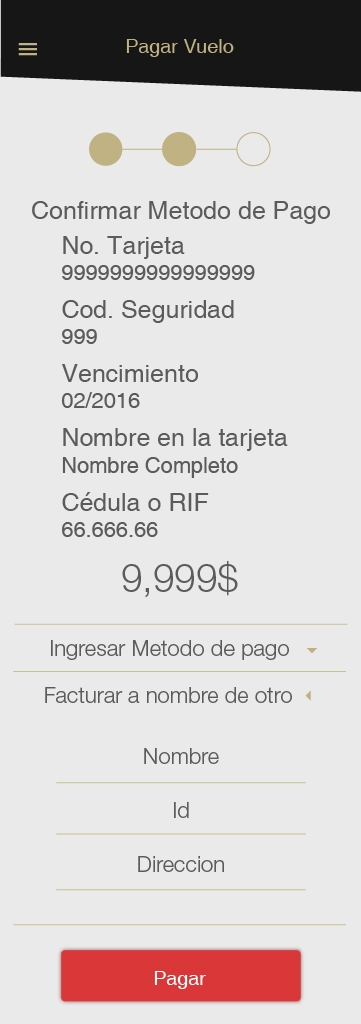 Pagar Vuelo
Confirmar Metodo de Pago
No. Tarjeta
9999999999999999
Cod. Seguridad
999
Vencimiento
02/2016
Nombre en la tarjeta
Nombre Completo
Cédula o RIF
66.666.66
9,999$
Ingresar Metodo de pago
Facturar a nombre de otro
Nombre
Id
Direccion
Pagar